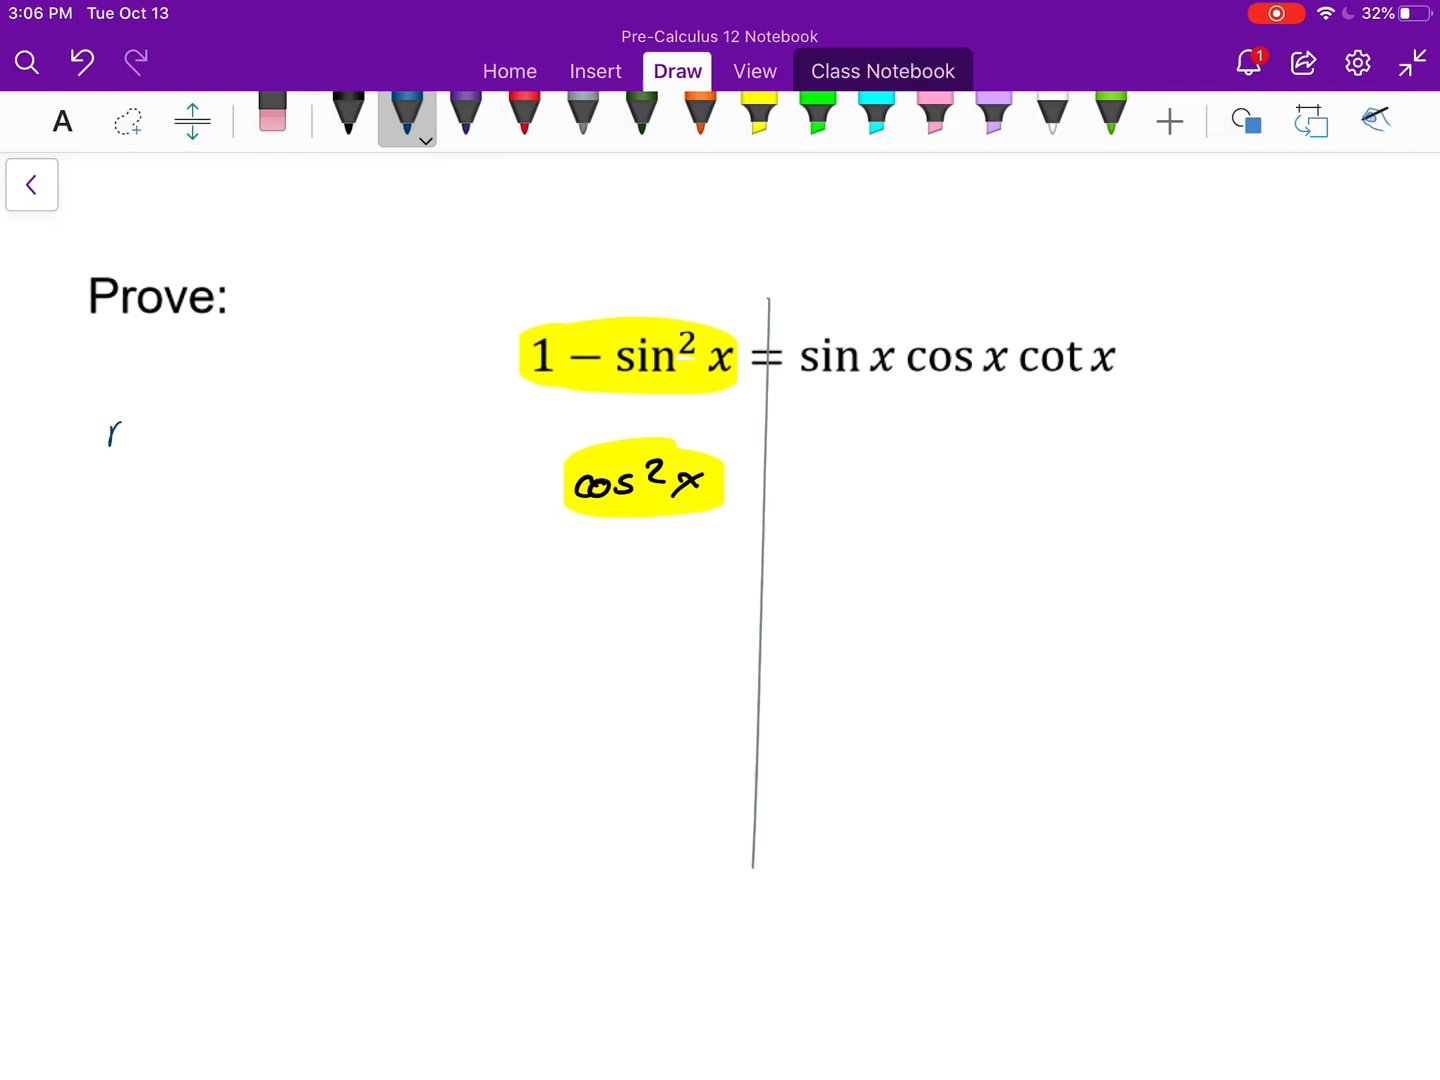 3:06 PM Tue Oct 13
32%
Pre-Calculus 12 Notebook
Home Insert Draw View Class Notebook
1
A
Prove:
1 − sin² x = sin x cos x cot x
r
cos² x